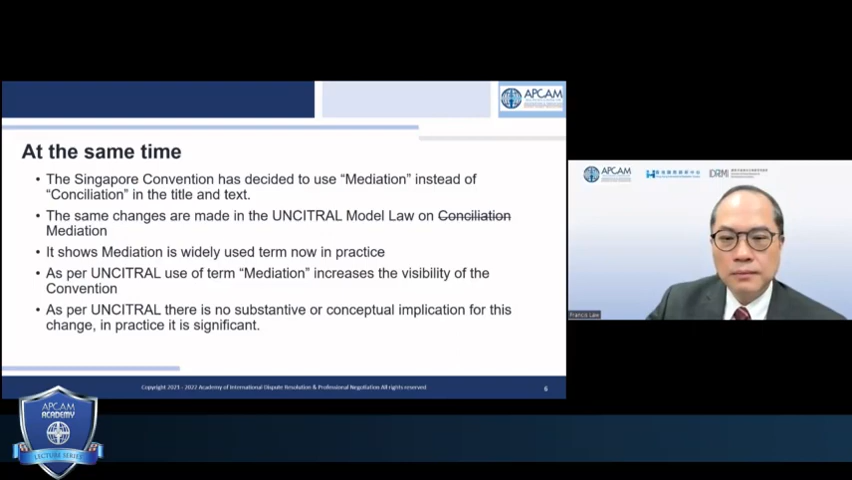 APCAM
At the same time
• The Singapore Convention has decided to use “Mediation” instead of
“Conciliation” in the title and text.
• The same changes are made in the UNCITRAL Model Law on Conciliation
Mediation
• It shows Mediation is widely used term now in practice
• As per UNCITRAL use of term “Mediation” increases the visibility of the
Convention
• As per UNCITRAL there is no substantive or conceptual implication for this
change, in practice it is significant.
Copyright 2021 - 2022 Academy of International Dispute Resolution & Professional Negotiation All rights reserved
6
APCAM
IDRRMI
Francis Law
APCAM
ACADEMY
LECTURE SERIES